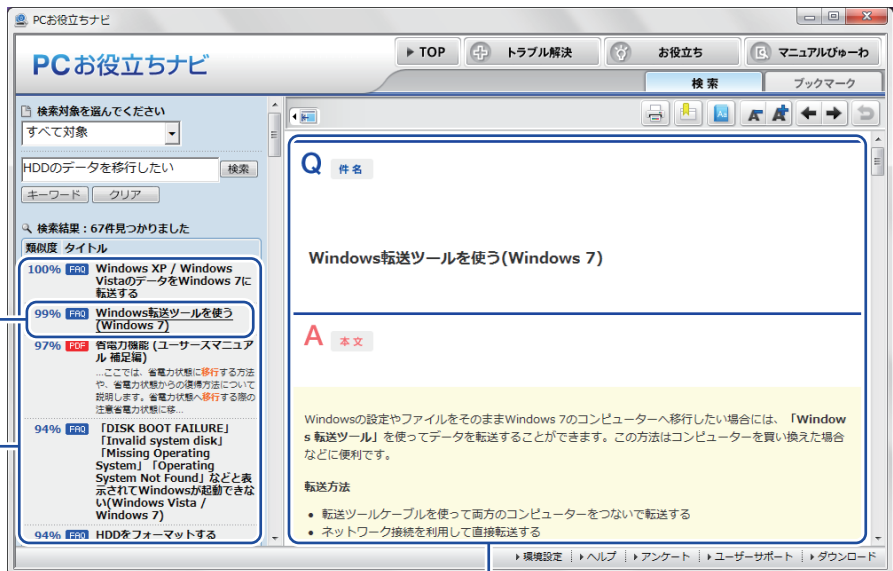 PCお役立ちナビ
PCお役立ちナビ
TOP
トラブル解決
お役立ち
マニュアルびゅーわ
検索
ブックマーク
検索対象を選んでください
すべて対象
HDDのデータを移行したい
検索
キーワード
クリア
検索結果:67件見つかりました
類似度 タイトル
100% FAQ Windows XP / Windows
VistaのデータをWindows 7に
転送する
99% FAQ Windows転送ツールを使う
(Windows 7)
97% PDF 省電力機能 (ユーザーズマニュア
ル 補足編)
...ここでは、省電力状態に移行する方法
や、省電力状態からの復帰方法について
説明します。省電力状態へ移行する際の
注意省電力状態に移...
94% FAQ 「DISK BOOT FAILURE」
「Invalid system disk」
「Missing Operating
System」「Operating
System Not Found」などと表
示されてWindowsが起動できな
い(Windows Vista /
Windows 7)
94% FAQ HDDをフォーマットする
Q 件名
Windows転送ツールを使う(Windows 7)
A 本文
Windowsの設定やファイルをそのままWindows 7のコンピューターへ移行したい場合には、「Window
s 転送ツール」を使ってデータを転送することができます。この方法はコンピューターを買い換えた場合
などに便利です。
転送方法
• 転送ツールケーブルを使って両方のコンピューターをつないで転送する
• ネットワーク接続を利用して直接転送する
環境設定 ヘルプ アンケート ユーザーサポート ダウンロード